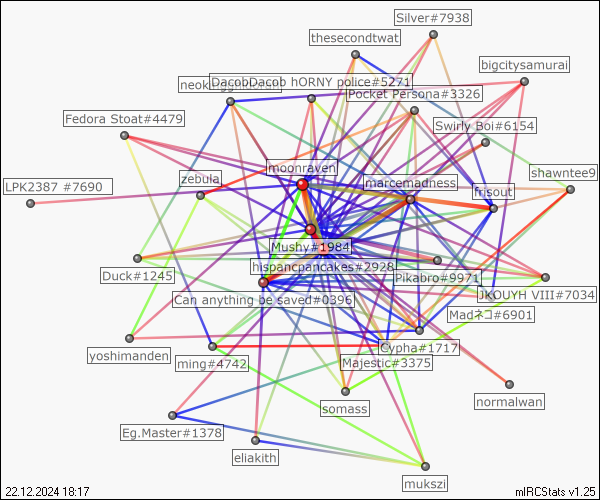 Silver#7938
thesecondtwat
bigcitysamurai
DacobDacob hORNY police#5271
Pocket Persona#3326
Fedora Stoat#4479
Swirly Boi#6154
moonraven
shawntee9
zebula
marcemadness
LPK2387 #7690
frjsout
Mushy#1984
hispancpancakes#2928
Duck#1245
Pikabro#9971
JKOUYH VIII#7034
Can anything be saved#0396
Madネコ#6901
yoshimanden
Cypha#1717
ming#4742
Majestic#3375
normalwan
somass
Eg.Master#1378
eliakith
mukszi
22.12.2024 18:17
mIRCStats v1.25